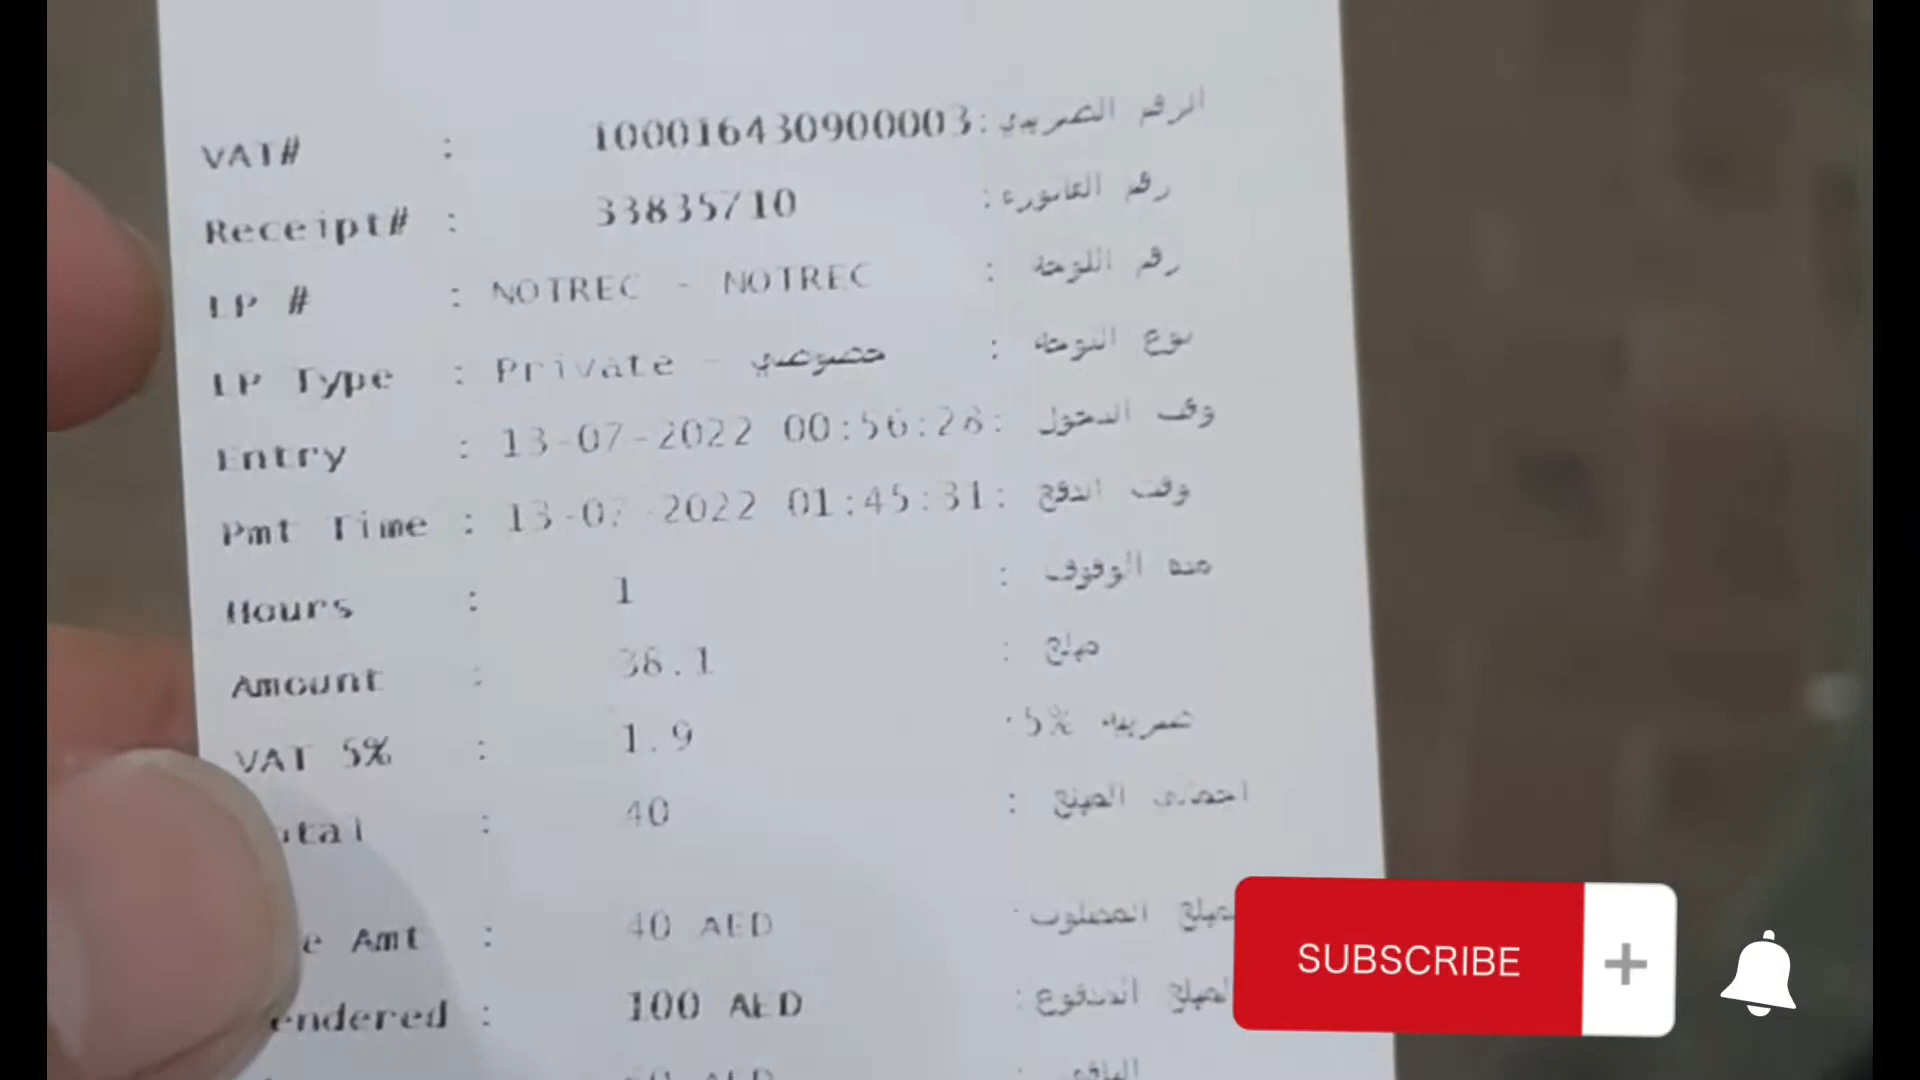 VAT# : 100016430900003: الرقم الضريبي
Receipt# : 33835710 : رقم الفاتورة
LP # : NOTREC - NOTREC : رقم اللوحة
LP Type : Private - خصوصي : نوع اللوحة
Entry : 13-07-2022 00:56:28: وقت الدخول
Pmt Time : 13-07-2022 01:45:31: وقت الدفع
Hours : 1 : مدة الوقوف
Amount : 38.1 : مبلغ
VAT 5% : 1.9 : ضريبة %5
tal : 40 : اجمالي المبلغ
e Amt : 40 AED : المبلغ المطلوب
endered : 100 AED : المبلغ المدفوع
AED : الباقي
SUBSCRIBE +